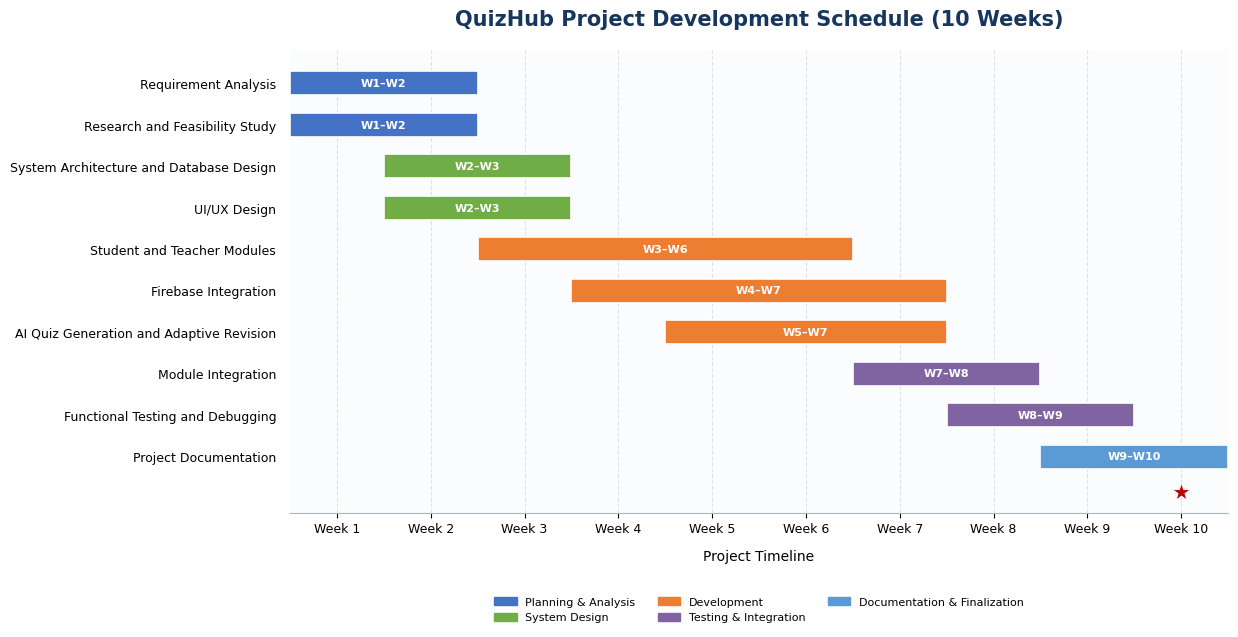 QuizHub Project Development Schedule (10 Weeks)
Requirement Analysis
W1–W2
Research and Feasibility Study
W1–W2
System Architecture and Database Design
W2–W3
UI/UX Design
W2–W3
Student and Teacher Modules
W3–W6
Firebase Integration
W4–W7
AI Quiz Generation and Adaptive Revision
W5–W7
Module Integration
W7–W8
Functional Testing and Debugging
W8–W9
Project Documentation
W9–W10
Week 1 Week 2 Week 3 Week 4 Week 5 Week 6 Week 7 Week 8 Week 9 Week 10
Project Timeline
Planning & Analysis Development Documentation & Finalization
System Design Testing & Integration